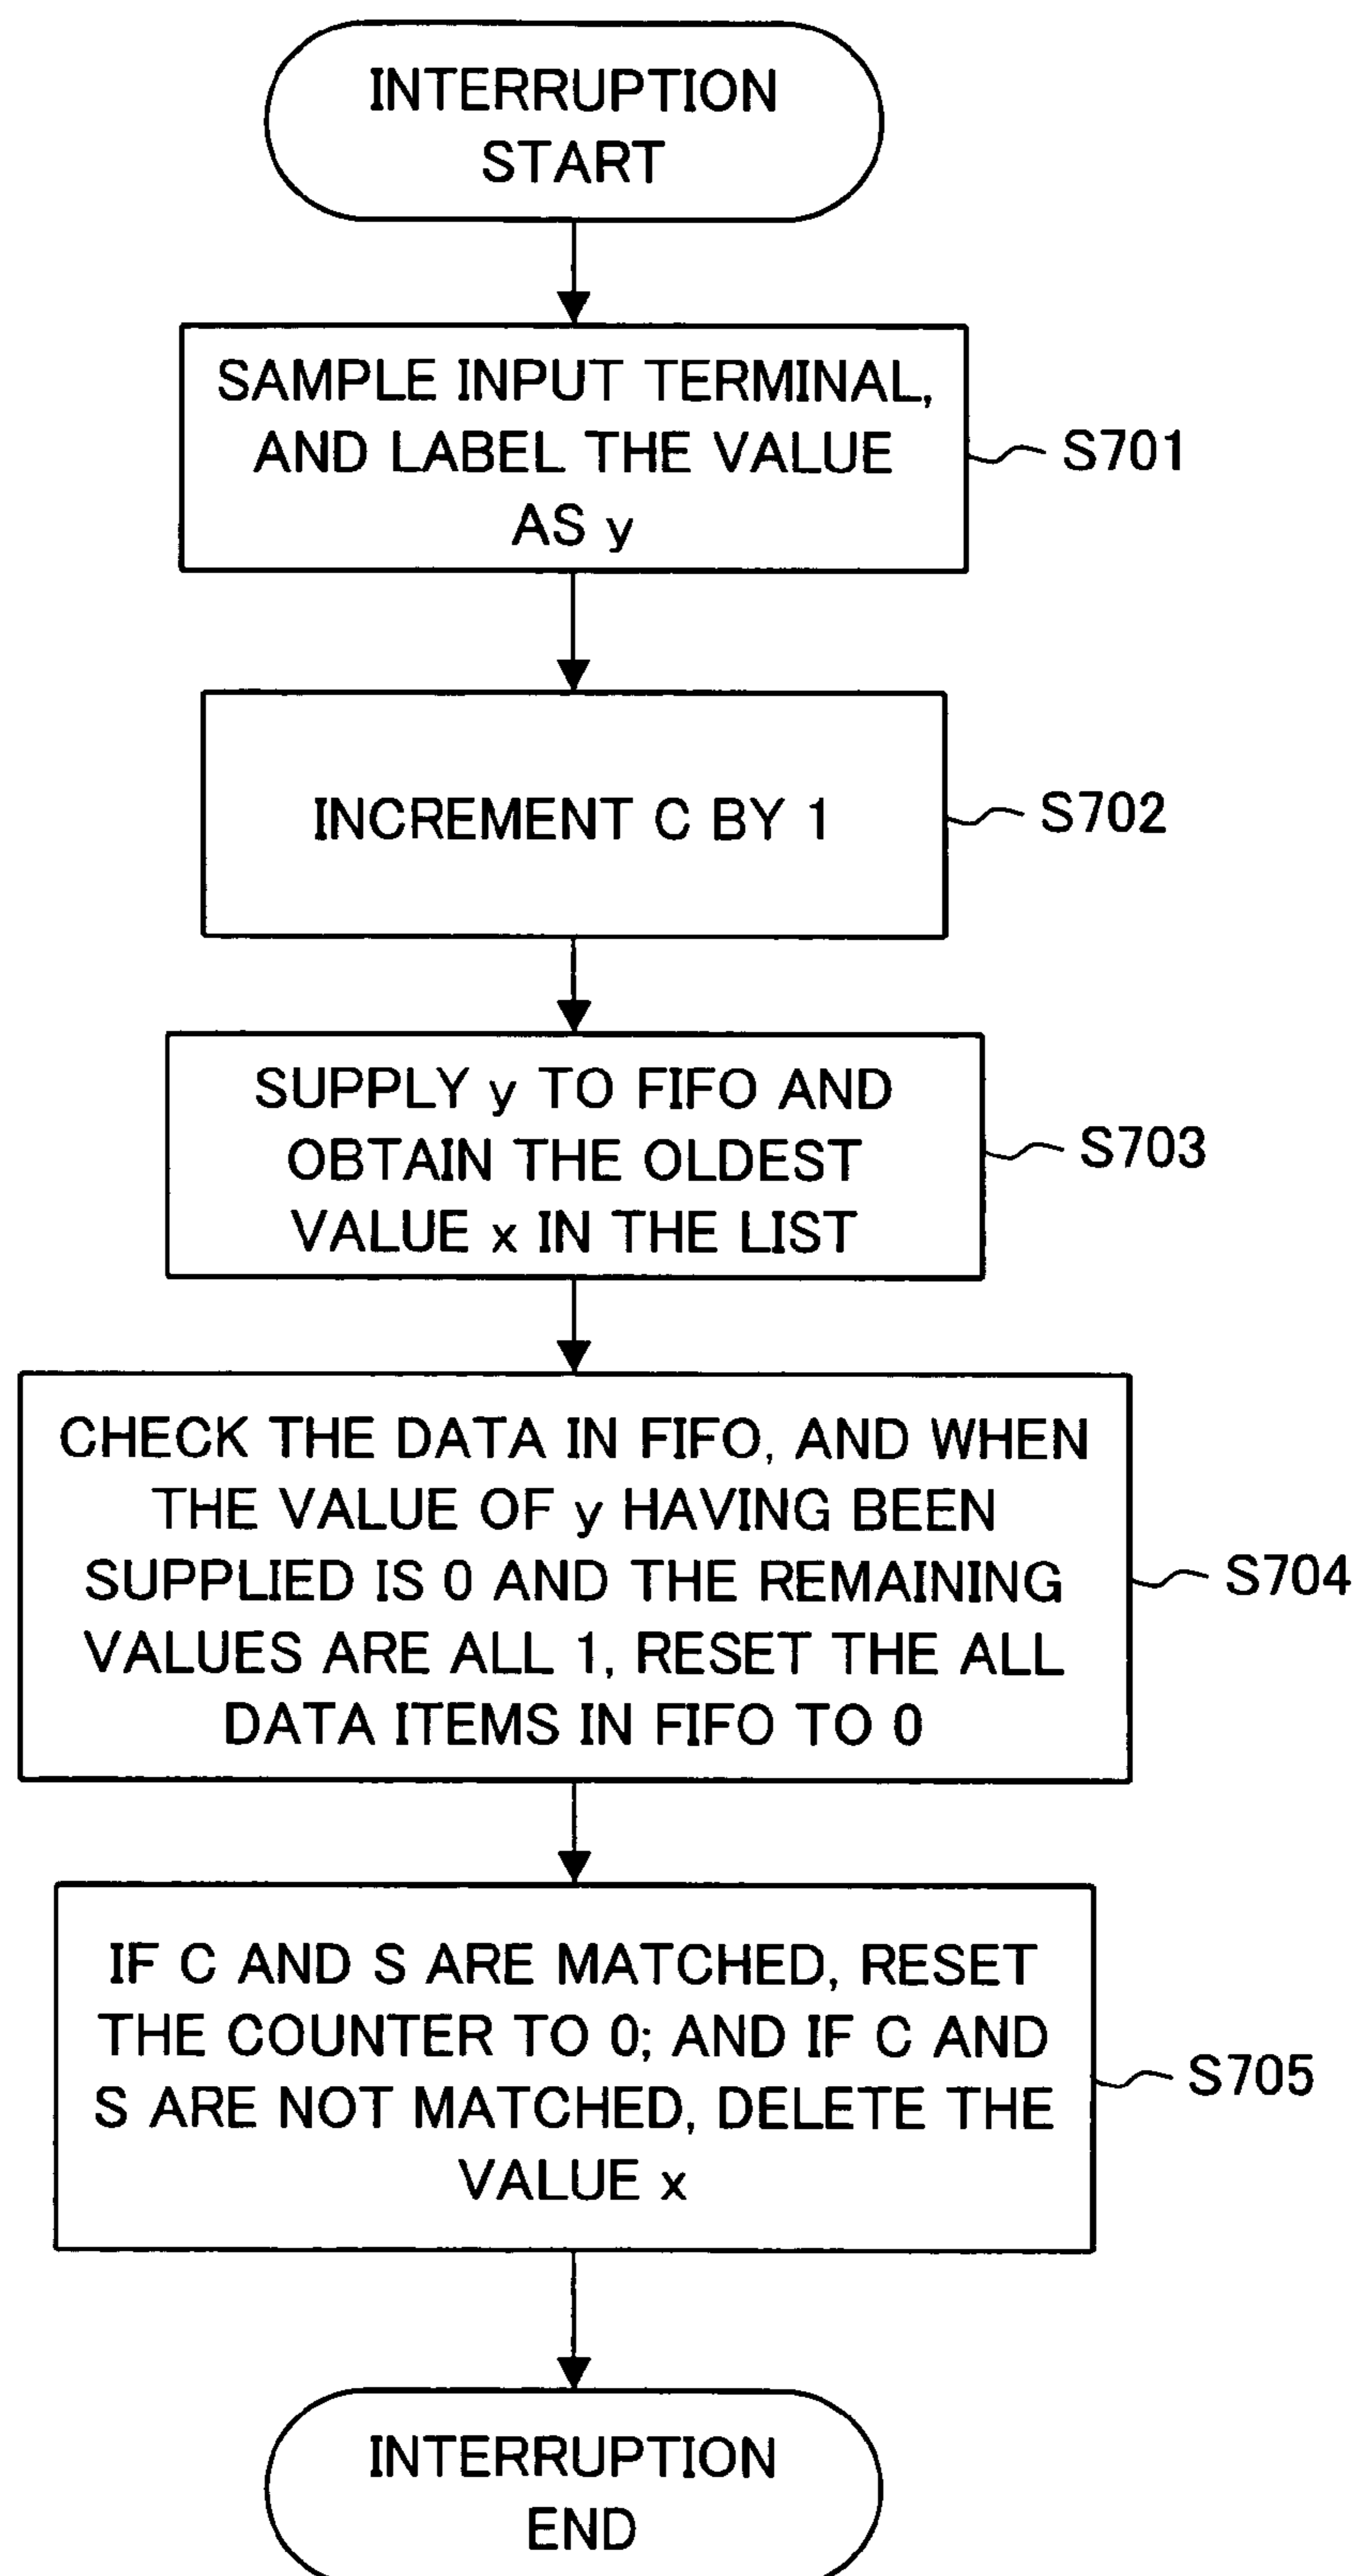 INTERRUPTION
START
SAMPLE INPUT TERMINAL,
AND LABEL THE VALUE
AS y
S701
INCREMENT C BY 1
S702
SUPPLY y TO FIFO AND
OBTAIN THE OLDEST
VALUE x IN THE LIST
S703
CHECK THE DATA IN FIFO, AND WHEN
THE VALUE OF y HAVING BEEN
SUPPLIED IS 0 AND THE REMAINING
VALUES ARE ALL 1, RESET THE ALL
DATA ITEMS IN FIFO TO 0
S704
IF C AND S ARE MATCHED, RESET
THE COUNTER TO 0; AND IF C AND
S ARE NOT MATCHED, DELETE THE
VALUE x
S705
INTERRUPTION
END